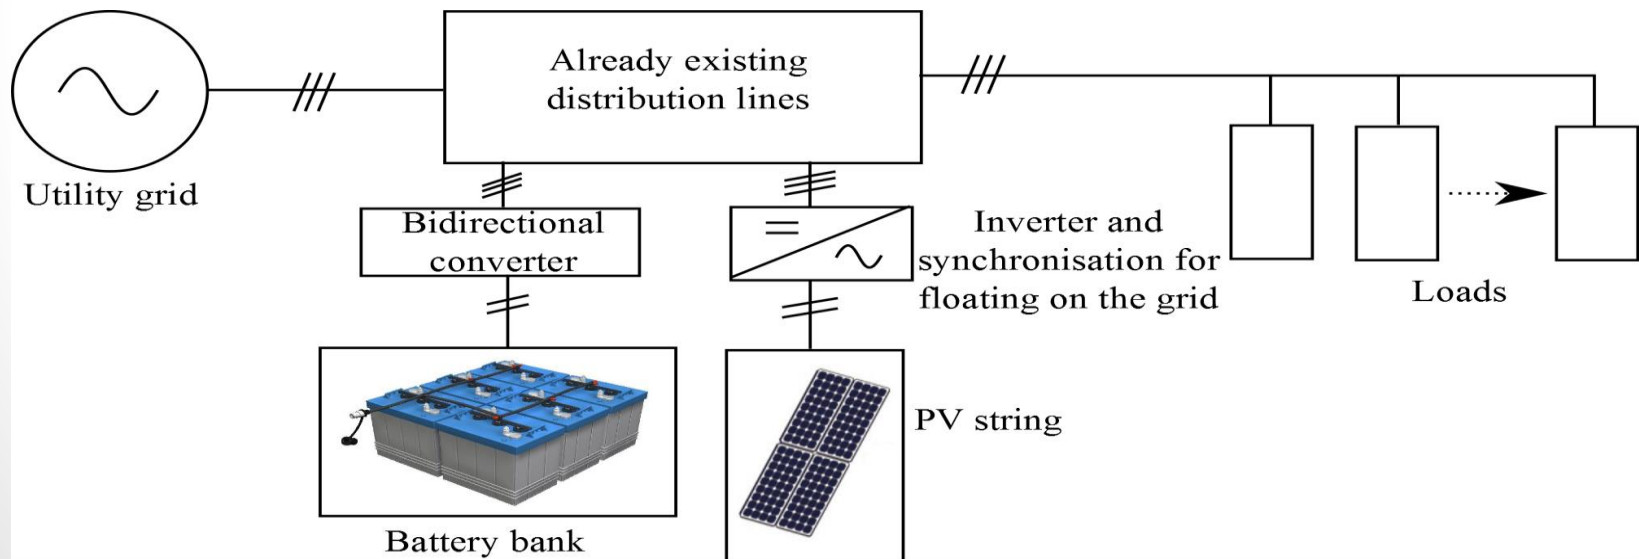 Already existing
distribution lines
Utility grid
Bidirectional
converter
Inverter and
synchronisation for
floating on the grid
Loads
PV string
Battery bank